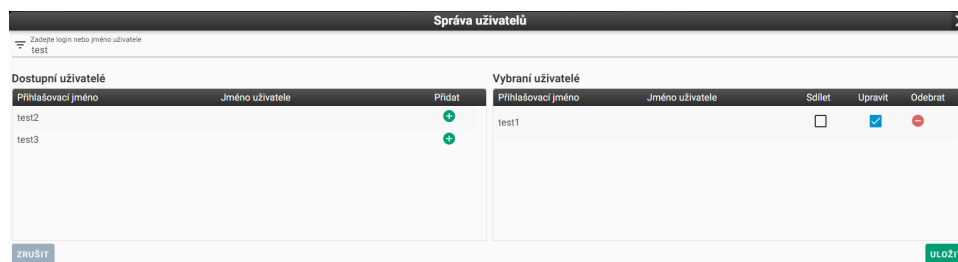 Správa uživatelů
Zadejte login nebo jméno uživatele
test
Dostupní uživatelé
Přihlašovací jméno Jméno uživatele Přidat
test2
test3
Vybraní uživatelé
Přihlašovací jméno Jméno uživatele Sdílet Upravit Odebrat
test1
ZRUŠIT
ULOŽI